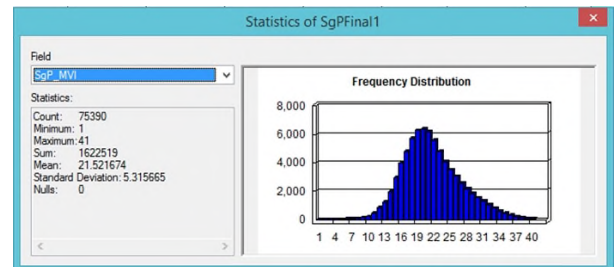 Statistics of SgPFinal1
Field
SgP_MVI
Statistics:
Count: 75390
Minimum: 1
Maximum: 41
Sum: 1622519
Mean: 21.521674
Standard Deviation: 5.315665
Nulls: 0
Frequency Distribution
8,000
6,000
4,000
2,000
0
1 4 7 10 13 16 19 22 25 28 31 34 37 40